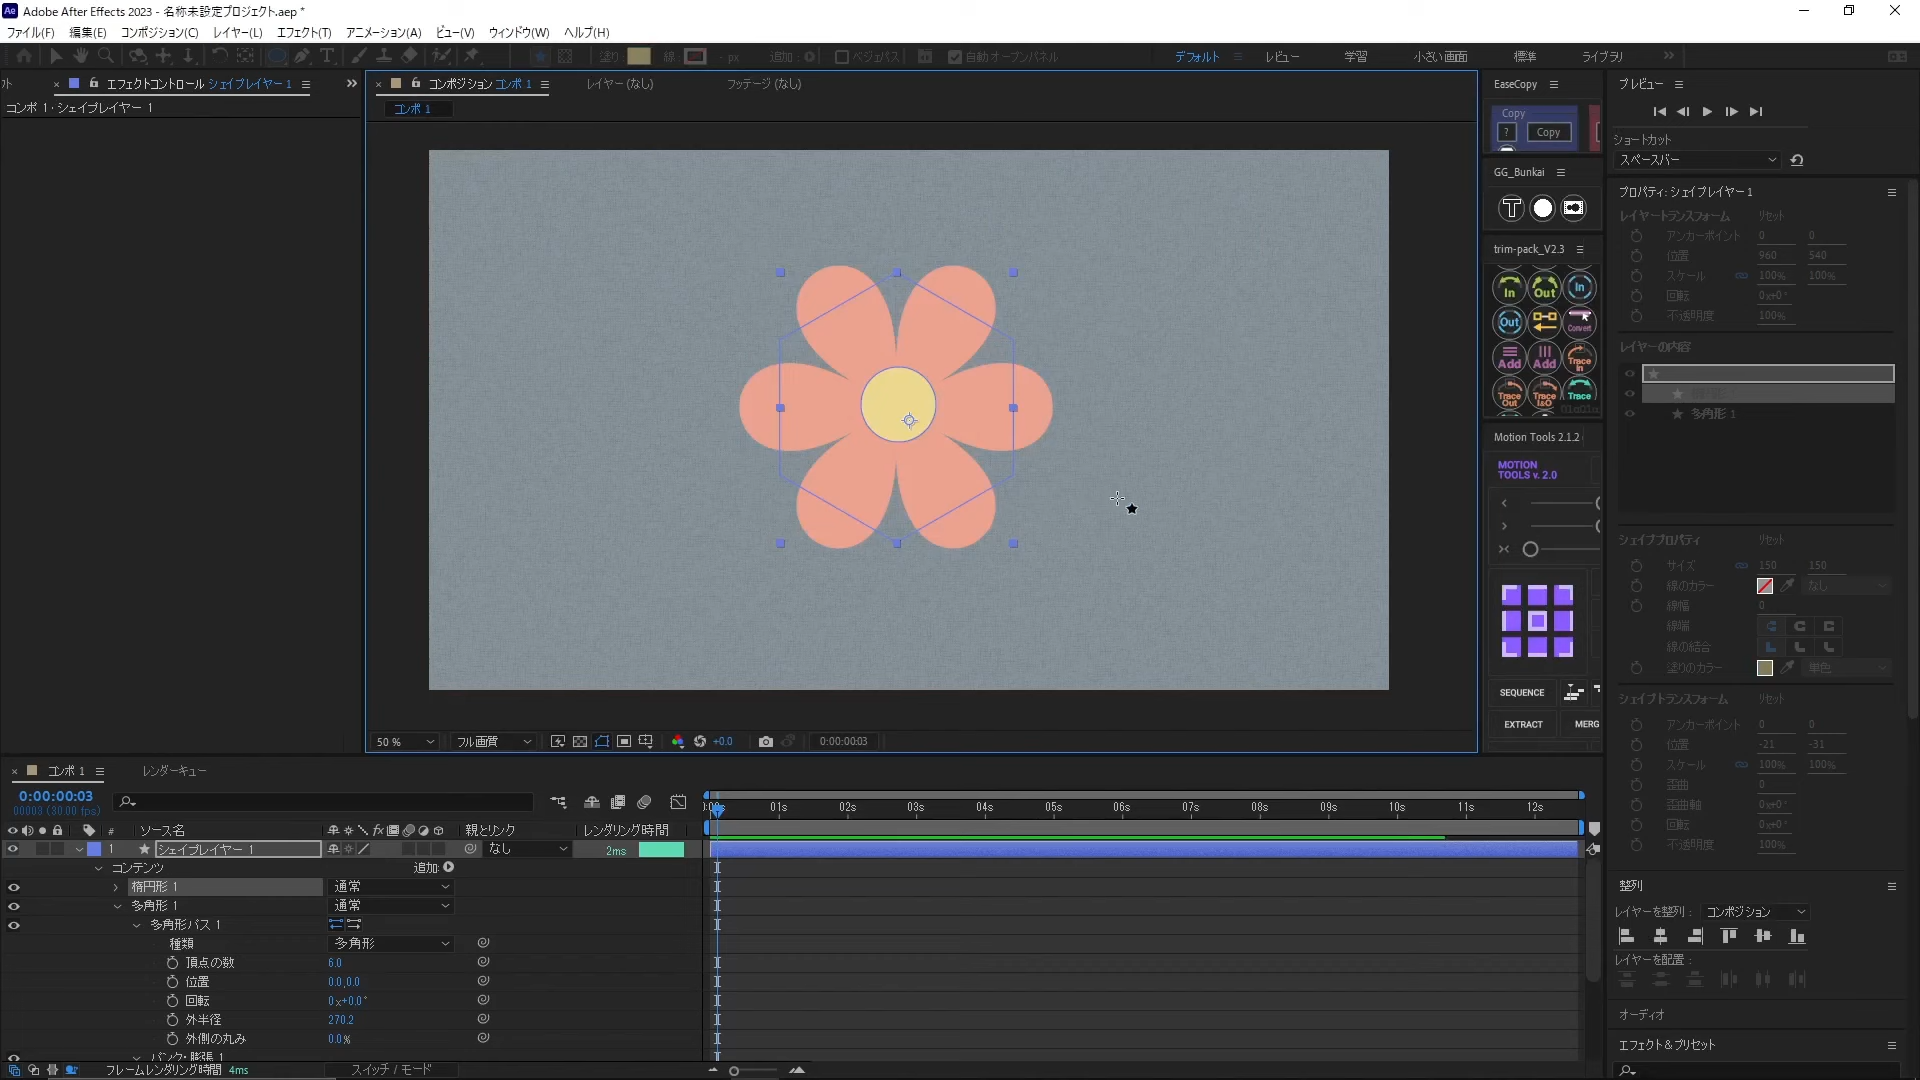 Adobe After Effects 2023 - 名称未設定プロジェクト.aep *
ファイル(F) 編集(E) コンポジション(C) レイヤー(L) エフェクト(T) アニメーション(A) ビュー(V) ウィンドウ(W) ヘルプ(H)
塗り 線: - px 追加: ベジェパス 自動オープンパネル デフォルト レビュー 学習 小さい画面 標準 ライブラリ
エフェクトコントロール シェイプレイヤー 1
コンポ 1・シェイプレイヤー 1
コンポジション コンポ 1 レイヤー (なし) フッテージ (なし)
コンポ 1
50 % フル画質 +0.0 0:00:00:03
EaseCopy
Copy
? Copy
GG_Bunkai
trim-pack_V2.3
In Out In
Out Convert
Add Add Trace In
Trace Out Trace I&O Trace
Motion Tools 2.1.2
MOTION
TOOLS v. 2.0
SEQUENCE
EXTRACT MERG
プレビュー
ショートカット
スペースバー
プロパティ: シェイプレイヤー 1
レイヤートランスフォーム リセット
アンカーポイント 0 0
位置 960 540
スケール 100% 100%
回転 0x+0°
不透明度 100%
レイヤーの内容
多角形 1
シェイププロパティ リセット
サイズ 150 150
線のカラー なし
線幅 0
線端
線の結合
塗りのカラー 単色
シェイプトランスフォーム リセット
アンカーポイント 0 0
位置 -21 -31
スケール 100% 100%
歪曲 0
歪曲軸 0x+0°
回転 0x+0°
不透明度 100%
整列
レイヤーを整列: コンポジション
レイヤーを配置:
オーディオ
エフェクト&プリセット
コンポ 1 レンダーキュー
0:00:00:03
00003 (30.00 fps)
01s 02s 03s 04s 05s 06s 07s 08s 09s 10s 11s 12s
# ソース名 fx 親とリンク レンダリング時間
1 シェイプレイヤー 1 なし 2ms
コンテンツ 追加:
楕円形 1 通常
多角形 1 通常
多角形パス 1
種類 多角形
頂点の数 6.0
位置 0.0,0.0
回転 0x+0.0°
外半径 270.2
外側の丸み 0.0%
パンク・膨張 1
フレームレンダリング時間 4ms スイッチ / モード